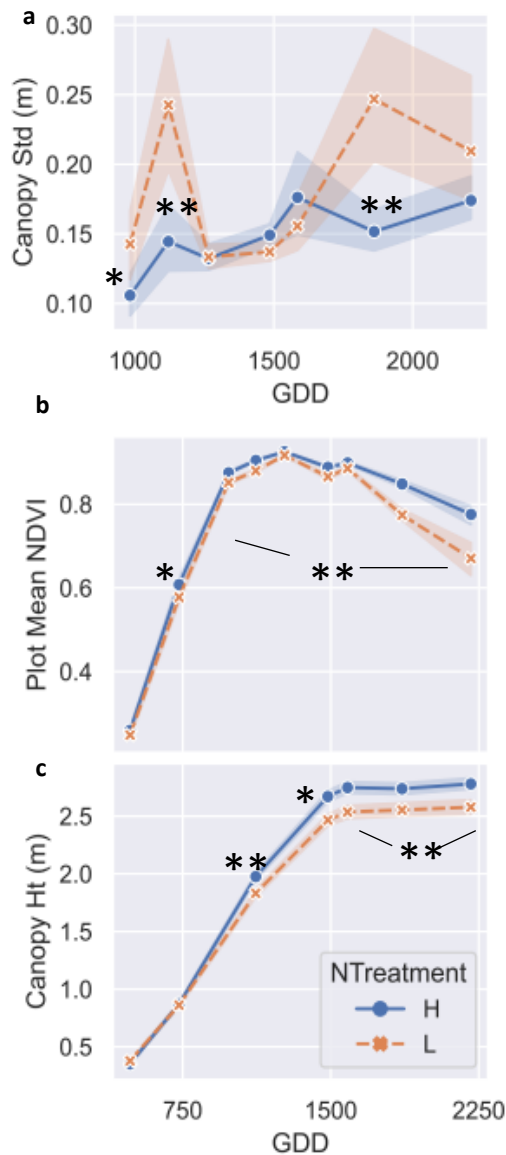 a
0.30
0.25
0.20
0.15
0.10
Canopy Std (m)
**
**
*
1000
1500
2000
GDD
b
0.8
0.6
0.4
Plot Mean NDVI
*
**
c
2.5
2.0
1.5
1.0
0.5
Canopy Ht (m)
*
**
**
NTreatment
H
L
750
1500
2250
GDD